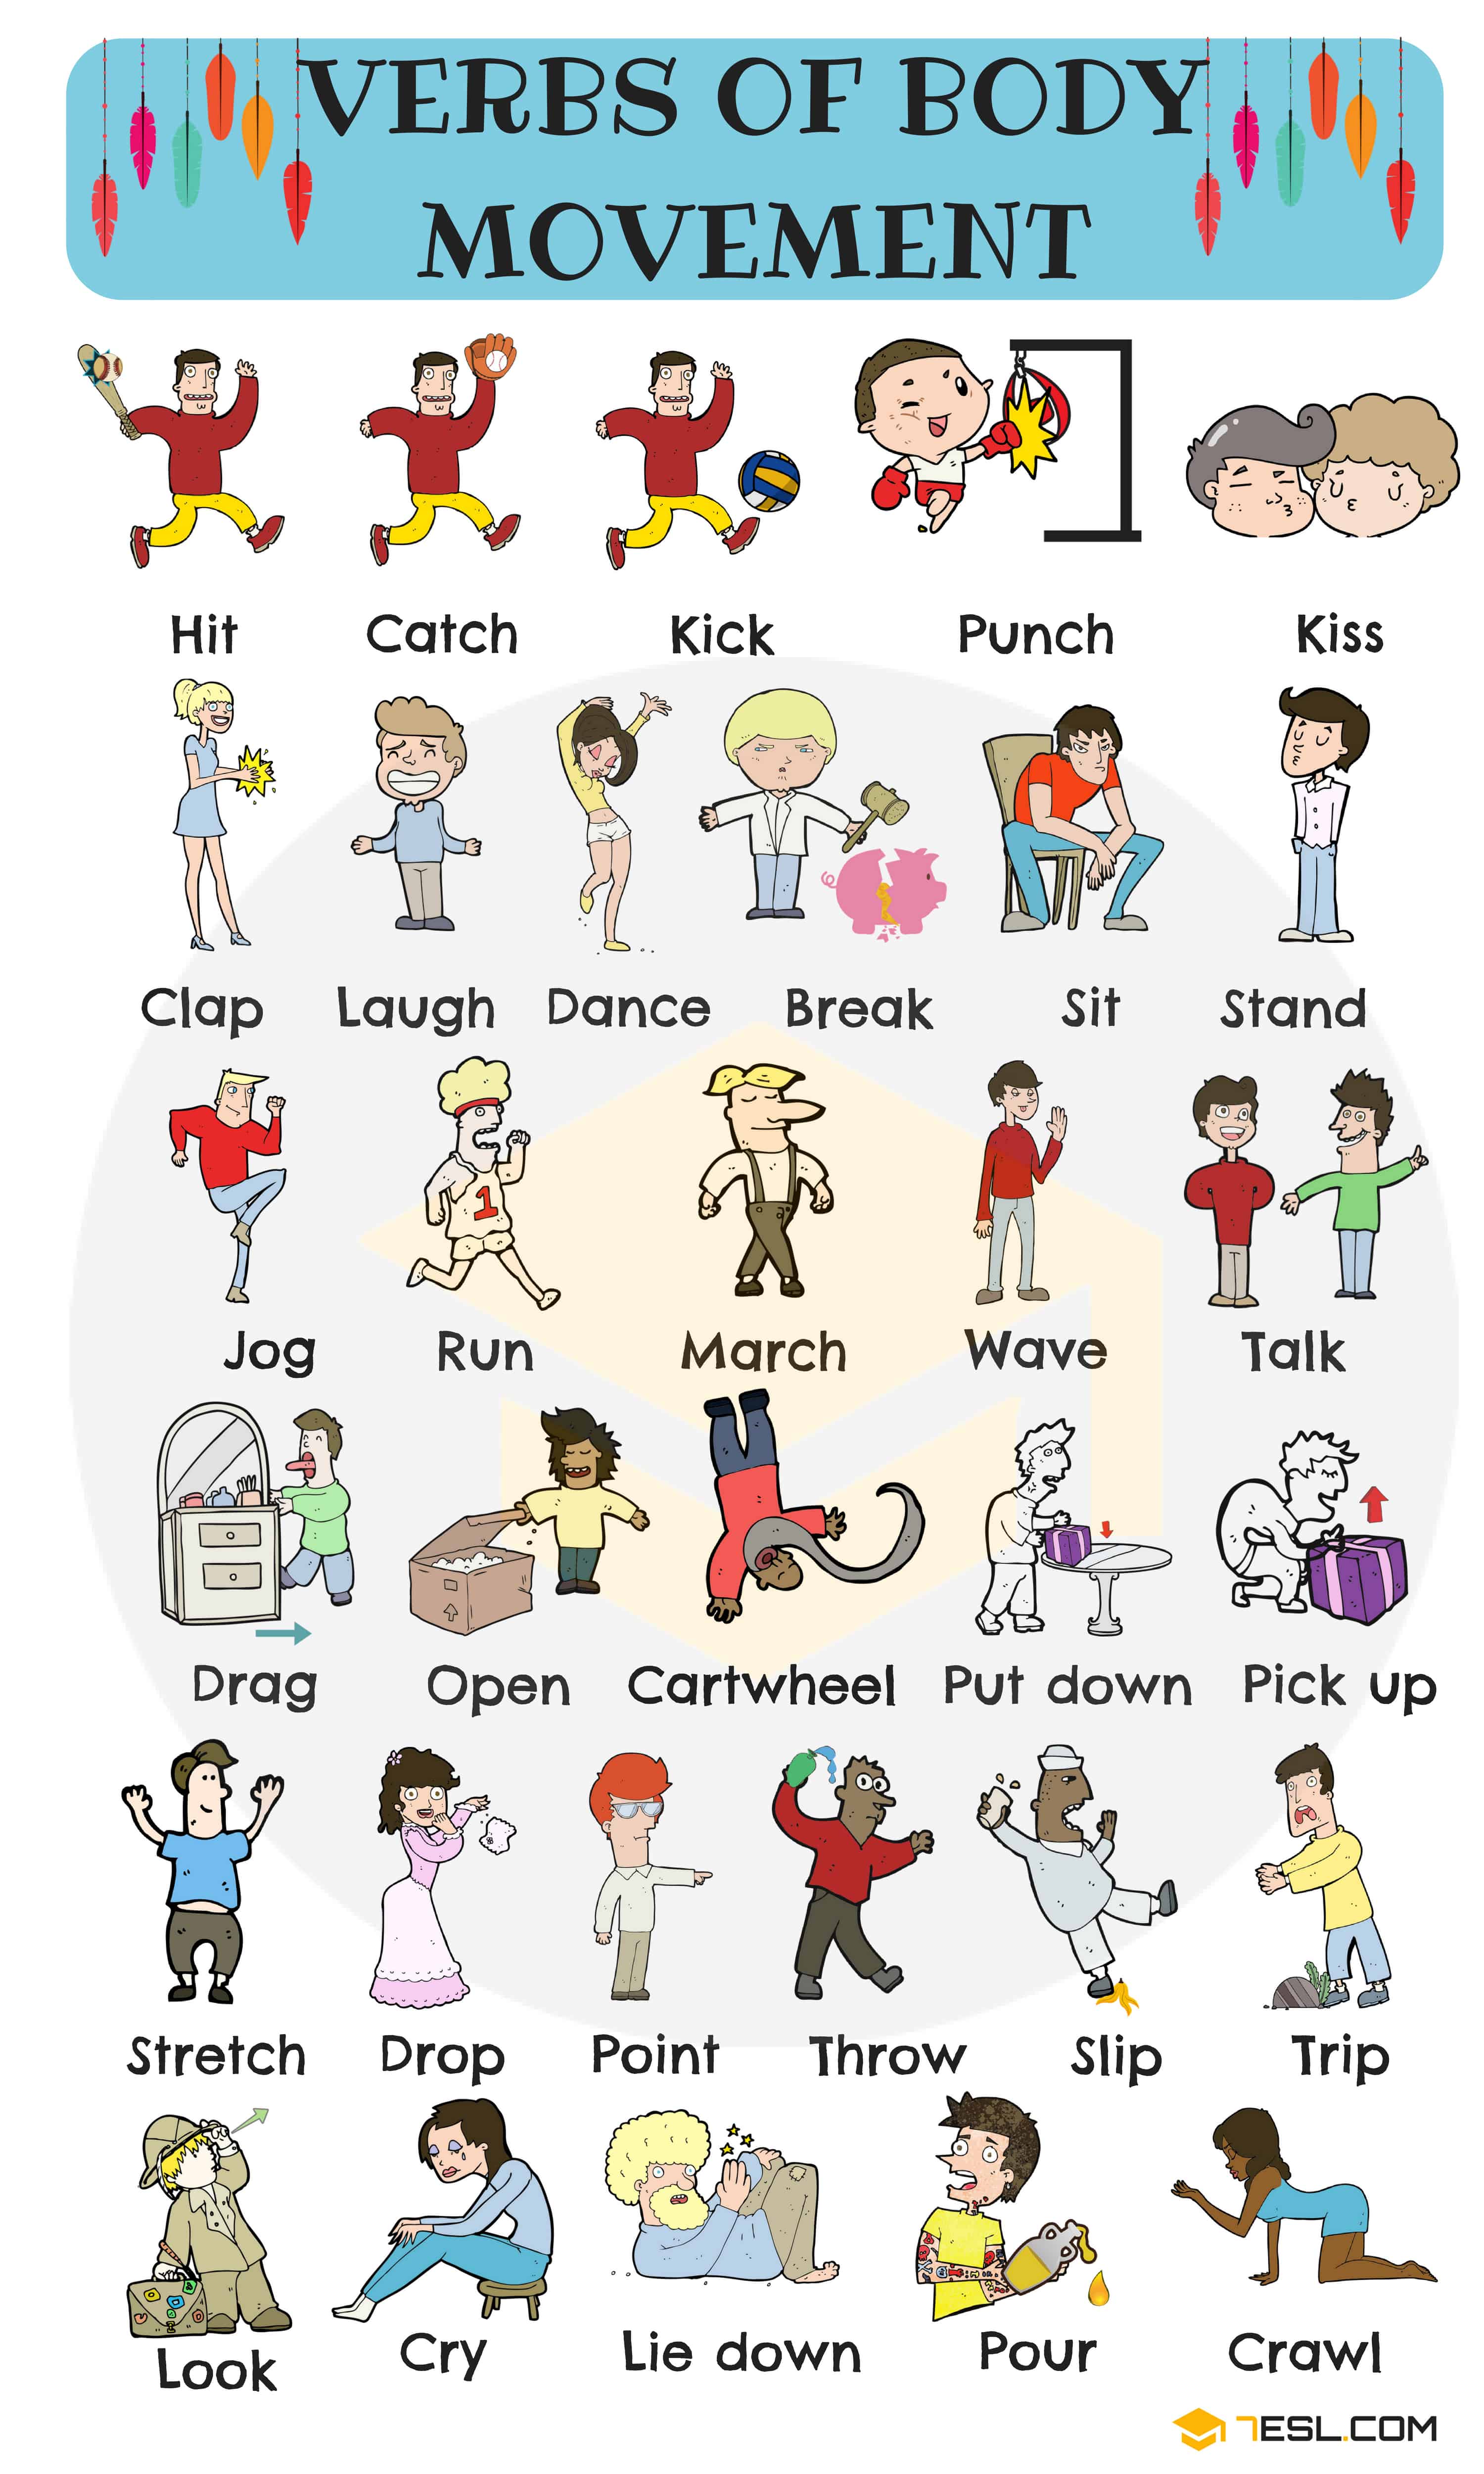 VERBS OF BODY
MOVEMENT
Hit Catch Kick Punch Kiss
Clap Laugh Dance Break Sit Stand
1
Jog Run March Wave Talk
Drag Open Cartwheel Put down Pick up
Stretch Drop Point Throw Slip Trip
Look Cry Lie down Pour Crawl
7ESL.COM